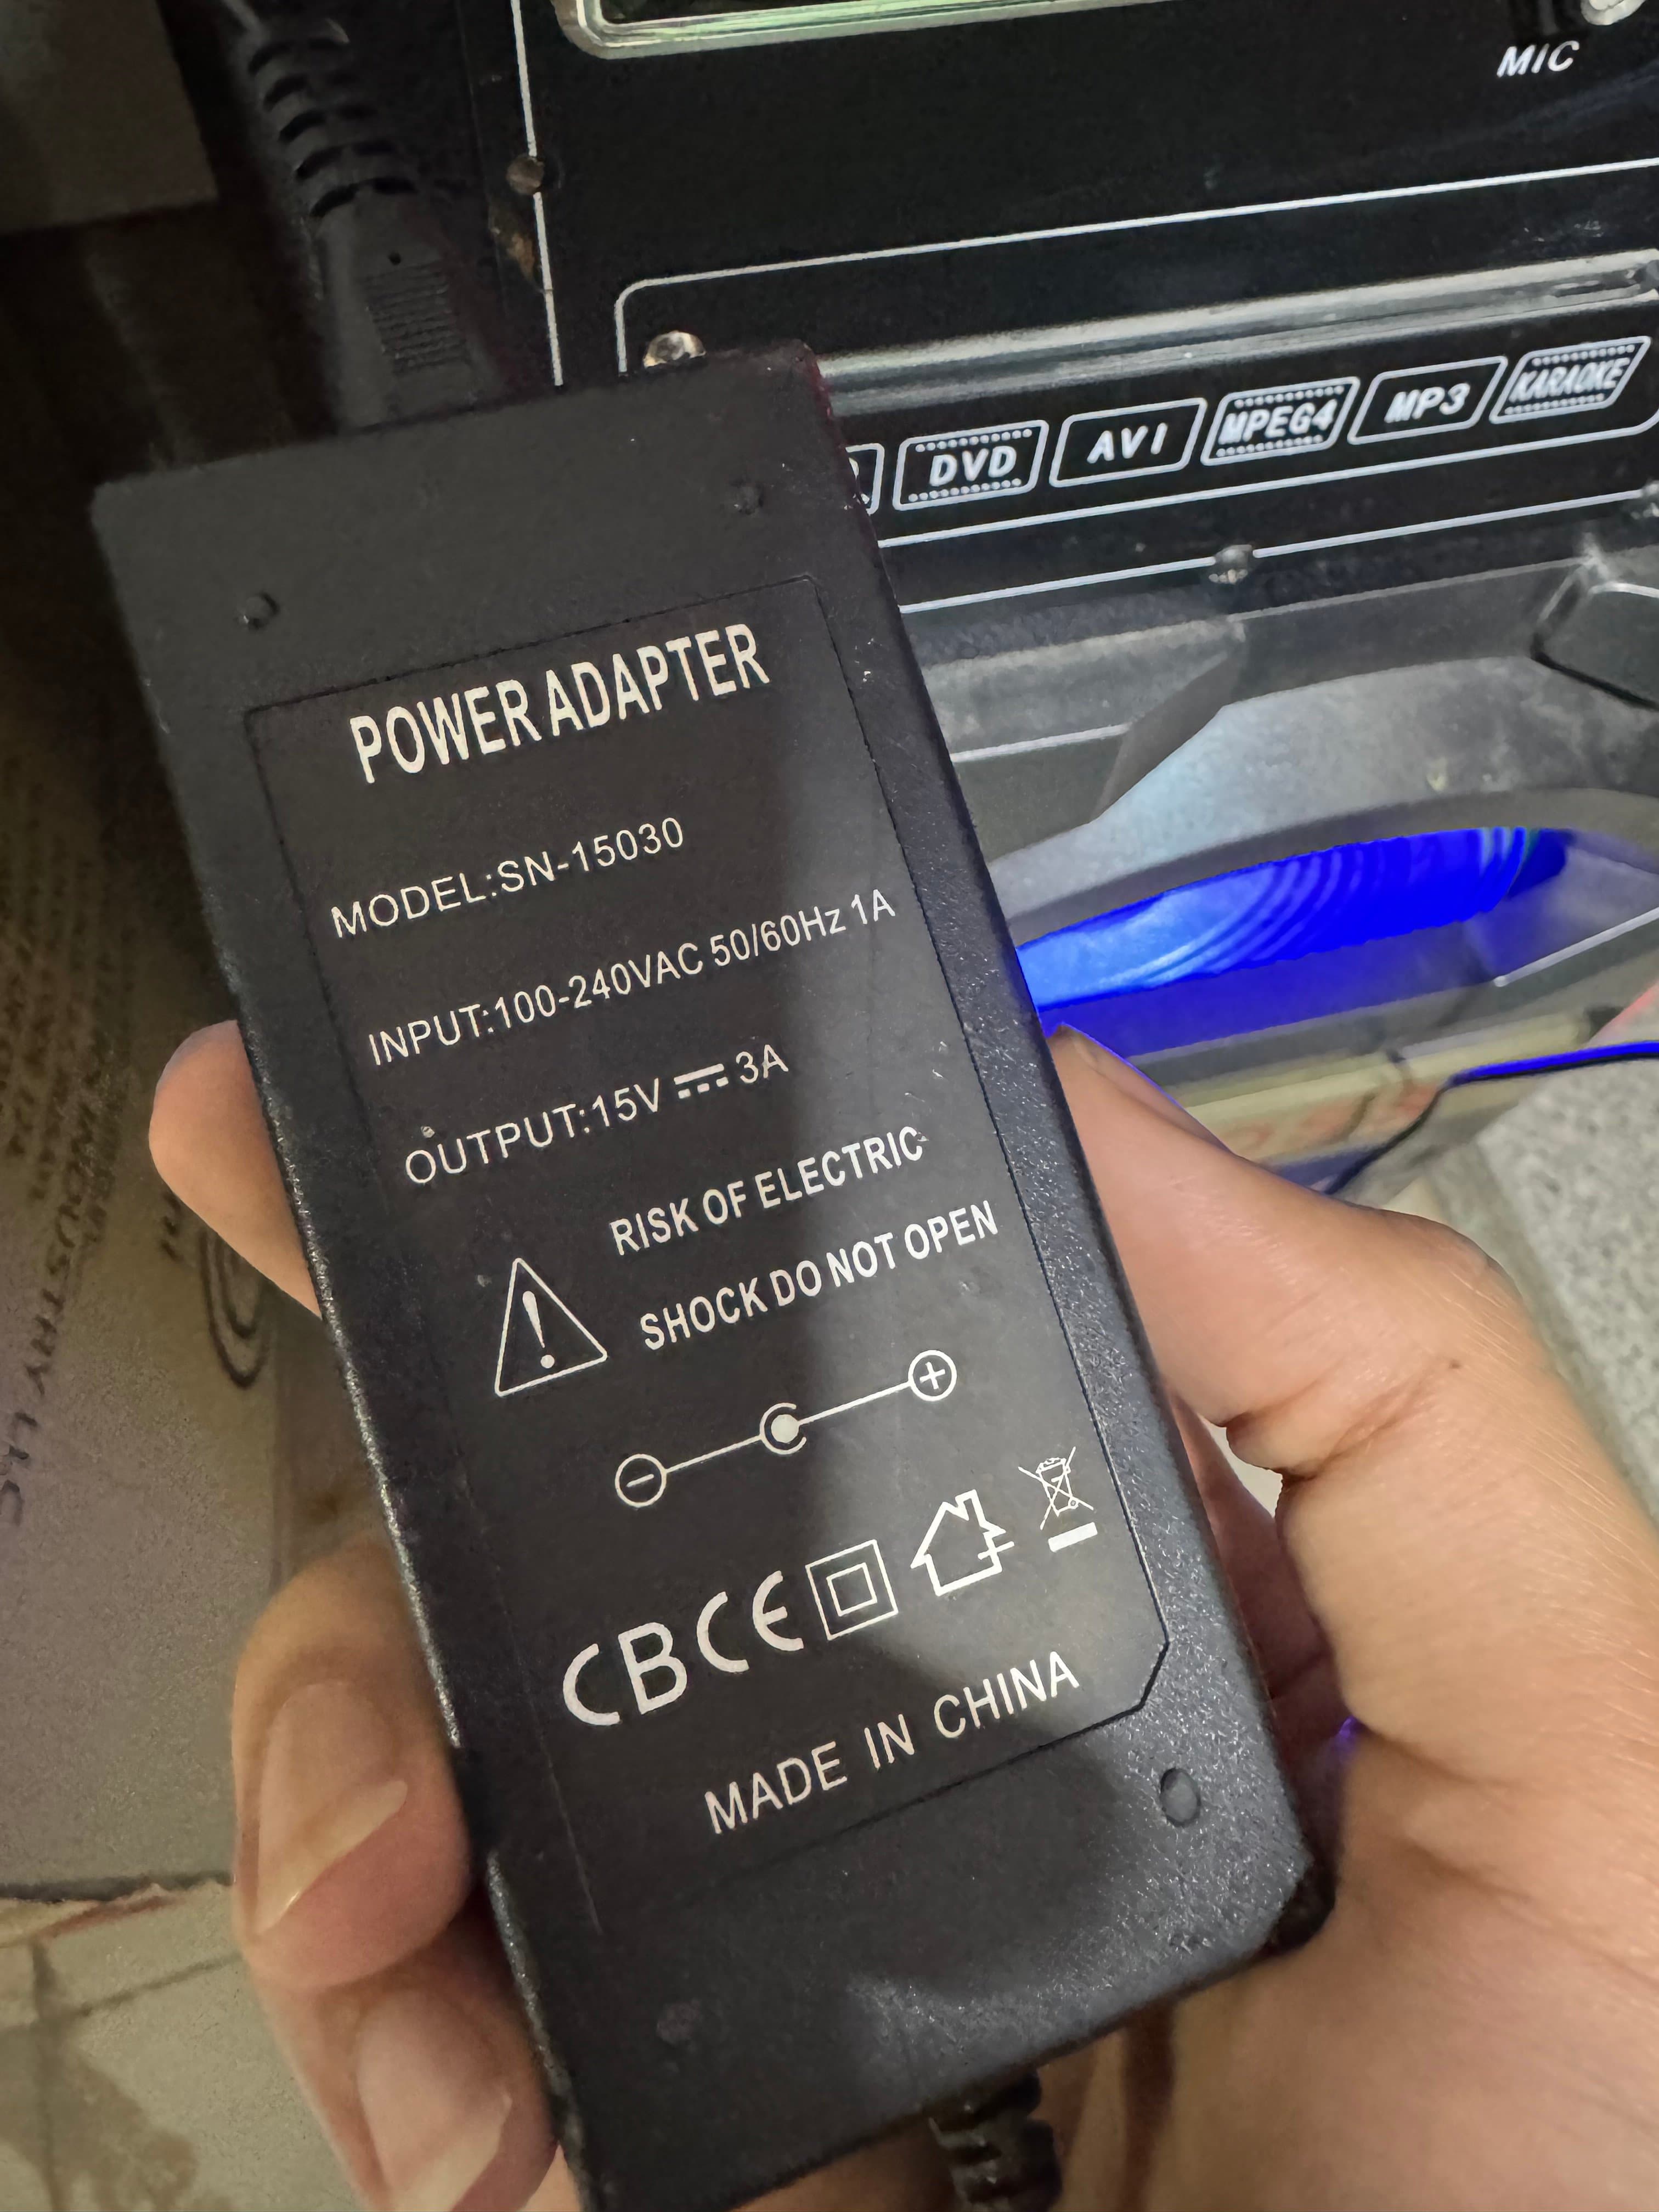 MIC
DVD AVI MPEG4 MP3 KARAOKE
POWER ADAPTER
MODEL:SN-15030
INPUT:100-240VAC 50/60Hz 1A
OUTPUT:15V ⎓ 3A
RISK OF ELECTRIC
SHOCK DO NOT OPEN
CB CE
MADE IN CHINA